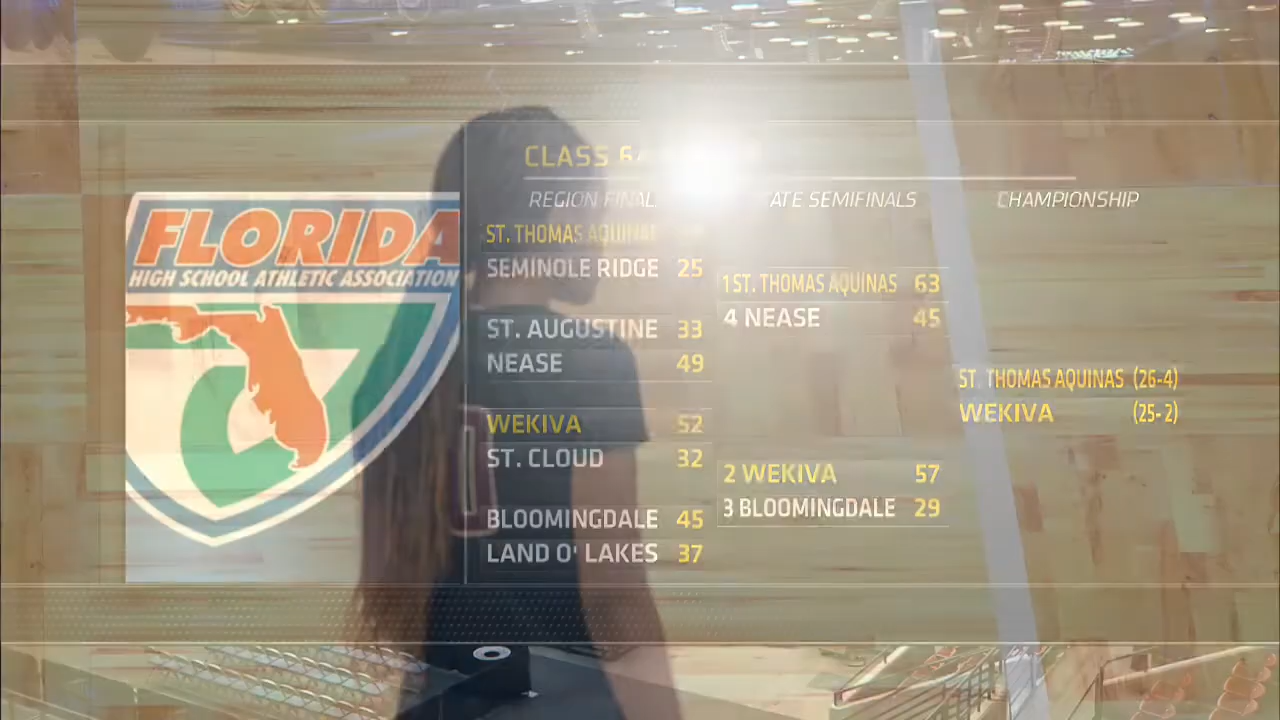 FLORIDA
HIGH SCHOOL ATHLETIC ASSOCIATION
CLASS
REGION FINAL
SEMIFINALS
CHAMPIONSHIP
ST. THOMAS AQUINAS
SEMINOLE RIDGE 25
ST. AUGUSTINE 33
NEASE 49
WEKIVA 52
ST. CLOUD 32
BLOOMINGDALE 45
LAND O' LAKES 37
1 ST. THOMAS AQUINAS 63
4 NEASE 45
2 WEKIVA 57
3 BLOOMINGDALE 29
ST. THOMAS AQUINAS (26-4)
WEKIVA (25-2)